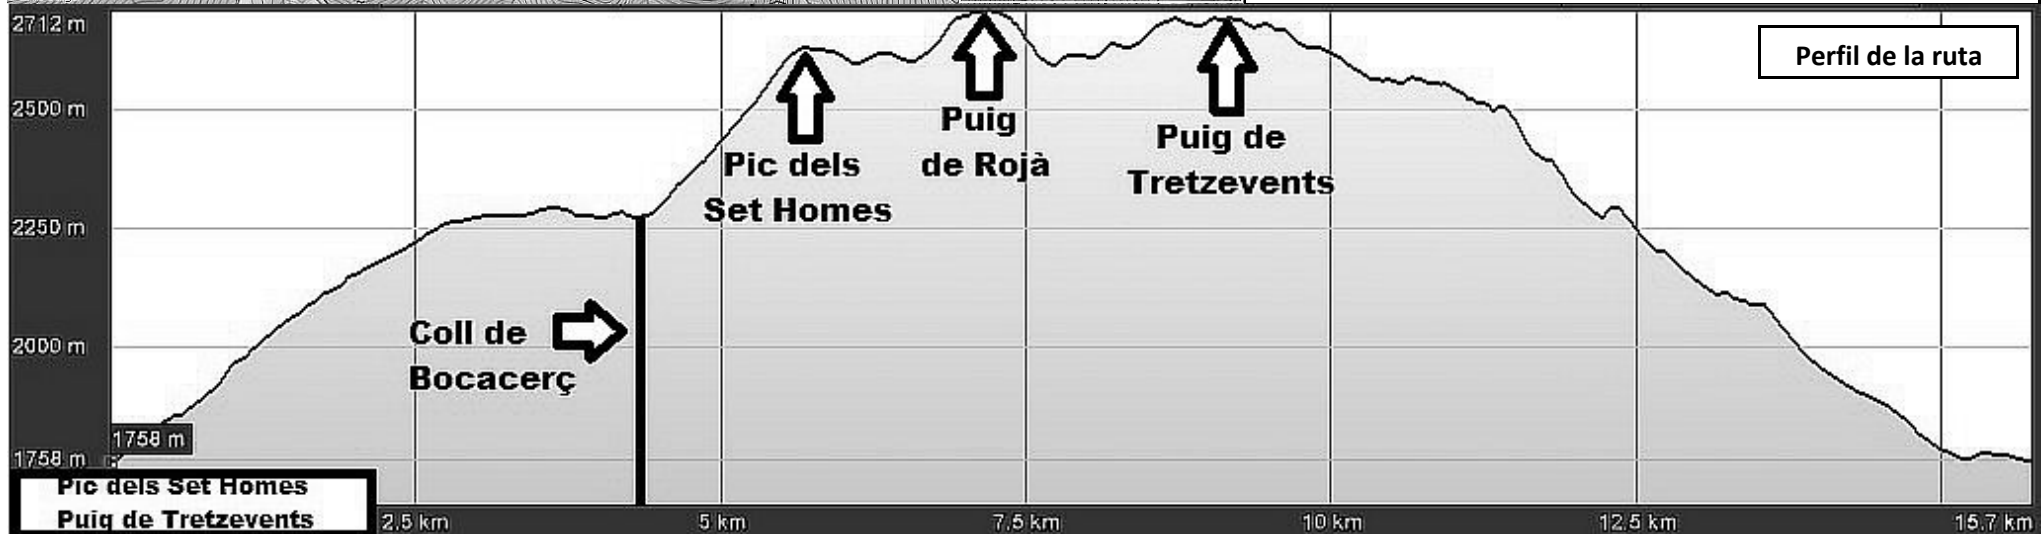 2712 m
Perfil de la ruta
2500 m
Puig
de Rojà
Puig de
Tretzevents
Pic dels
Set Homes
2250 m
Coll de
Bocacerç
2000 m
1758 m
1758 m
Pic dels Set Homes
Puig de Tretzevents
2.5 km
5 km
7.5 km
10 km
12.5 km
15.7 km